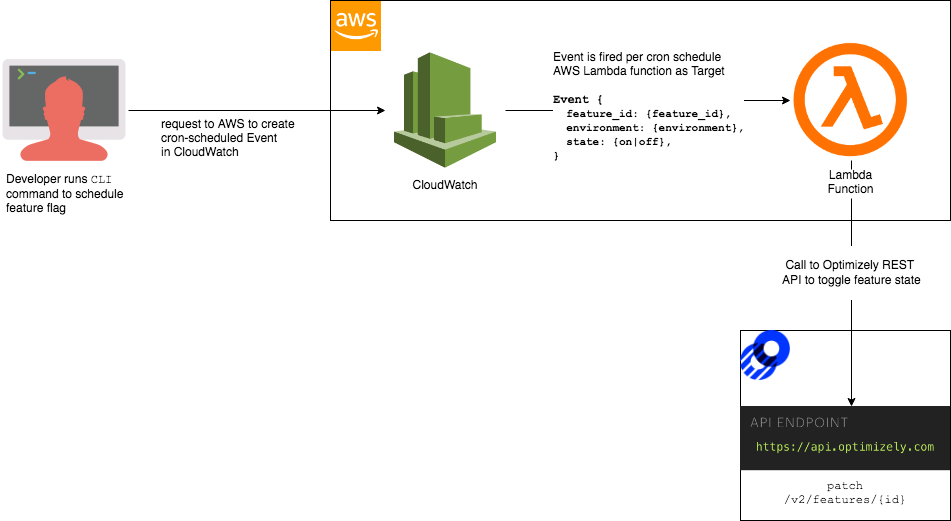 aws
Event is fired per cron schedule
AWS Lambda function as Target
Event {
feature_id: {feature_id},
environment: {environment},
state: {on|off},
}
request to AWS to create
cron-scheduled Event
in CloudWatch
Developer runs CLI
command to schedule
feature flag
CloudWatch
Lambda
Function
Call to Optimizely REST
API to toggle feature state
API ENDPOINT
https://api.optimizely.com
patch
/v2/features/{id}